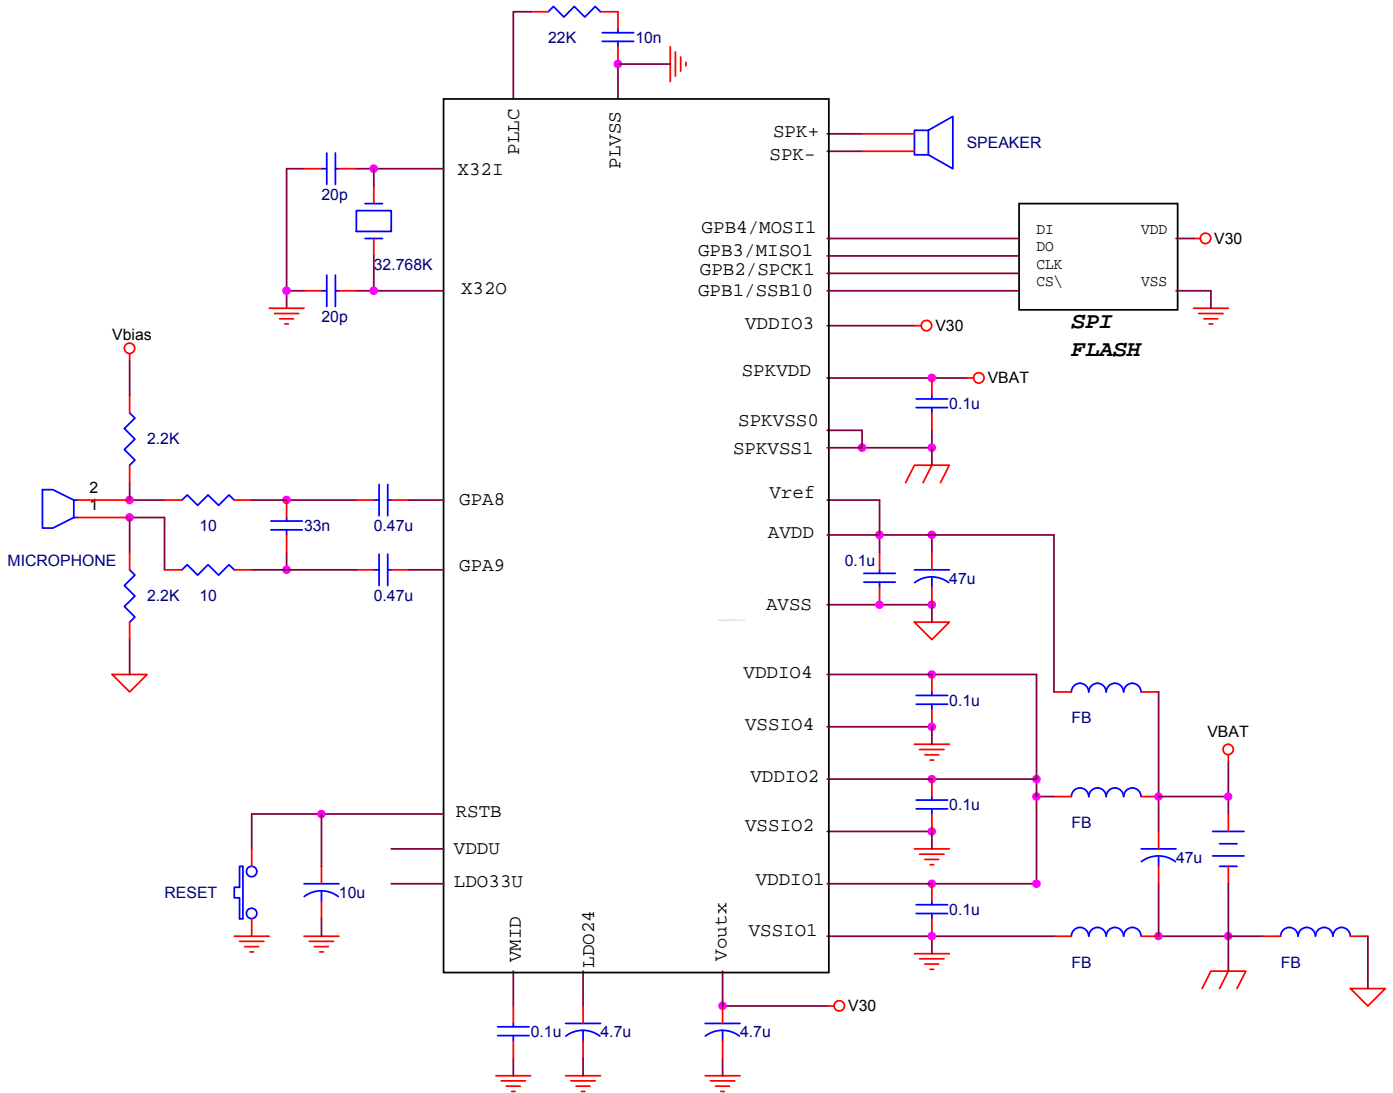 22K
10n
PLLC
PLVSS
SPK+
SPK-
SPEAKER
X32I
20p
32.768K
X32O
20p
GPB4/MOSI1
GPB3/MISO1
GPB2/SPCK1
GPB1/SSB10
DI
DO
CLK
CS\
VDD
VSS
V30
SPI
FLASH
VDDIO3
V30
SPKVDD
VBAT
0.1u
SPKVSS0
SPKVSS1
Vbias
2.2K
2
1
MICROPHONE
10
33n
0.47u
GPA8
2.2K
10
0.47u
GPA9
Vref
AVDD
0.1u
47u
AVSS
VDDIO4
0.1u
VSSIO4
FB
VBAT
VDDIO2
0.1u
FB
VSSIO2
47u
VDDIO1
0.1u
VSSIO1
FB
FB
RSTB
VDDU
LDO33U
RESET
10u
VMID
LDO24
Voutx
0.1u
4.7u
4.7u
V30